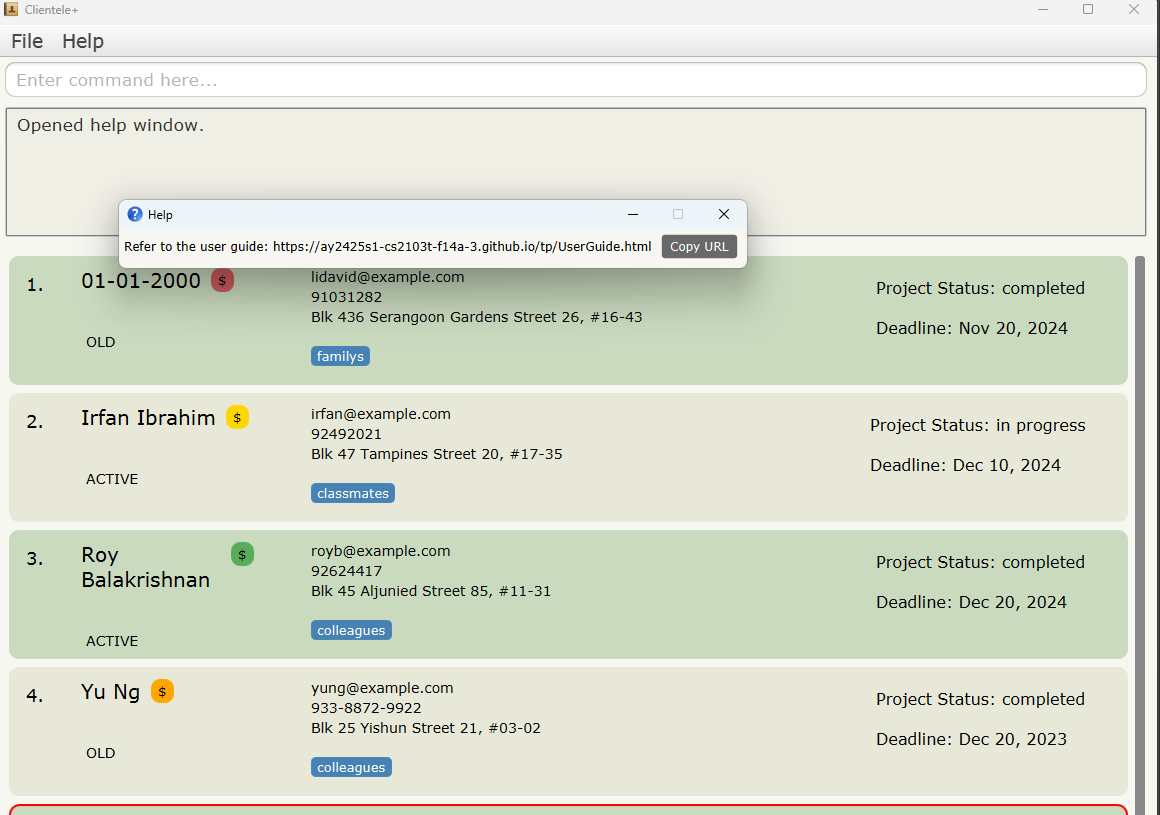 Clientele+
File Help
Enter command here...
Opened help window.
? Help
Refer to the user guide: https://ay2425s1-cs2103t-f14a-3.github.io/tp/UserGuide.html Copy URL
1. 01-01-2000 $
OLD
lidavid@example.com
91031282
Blk 436 Serangoon Gardens Street 26, #16-43
familys
Project Status: completed
Deadline: Nov 20, 2024
2. Irfan Ibrahim $
ACTIVE
irfan@example.com
92492021
Blk 47 Tampines Street 20, #17-35
classmates
Project Status: in progress
Deadline: Dec 10, 2024
3. Roy $
Balakrishnan
ACTIVE
royb@example.com
92624417
Blk 45 Aljunied Street 85, #11-31
colleagues
Project Status: completed
Deadline: Dec 20, 2024
4. Yu Ng $
OLD
yung@example.com
933-8872-9922
Blk 25 Yishun Street 21, #03-02
colleagues
Project Status: completed
Deadline: Dec 20, 2023